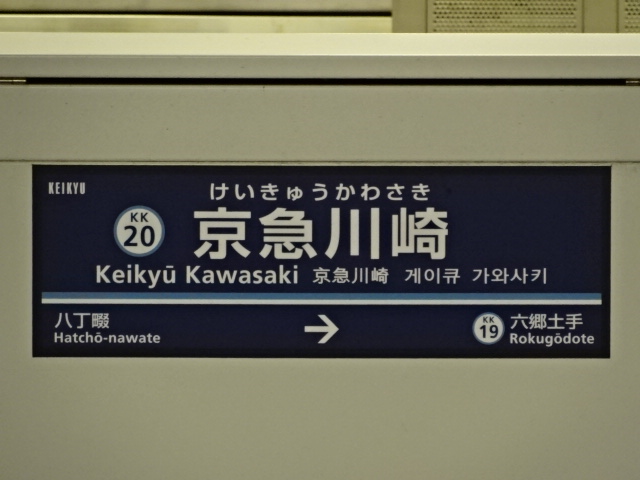 KEIKYU
けいきゅうかわさき
KK
20
京急川崎
Keikyū Kawasaki 京急川崎 게이큐 가와사키
八丁畷
Hatchō-nawate
→
KK
19
六郷土手
Rokugōdote